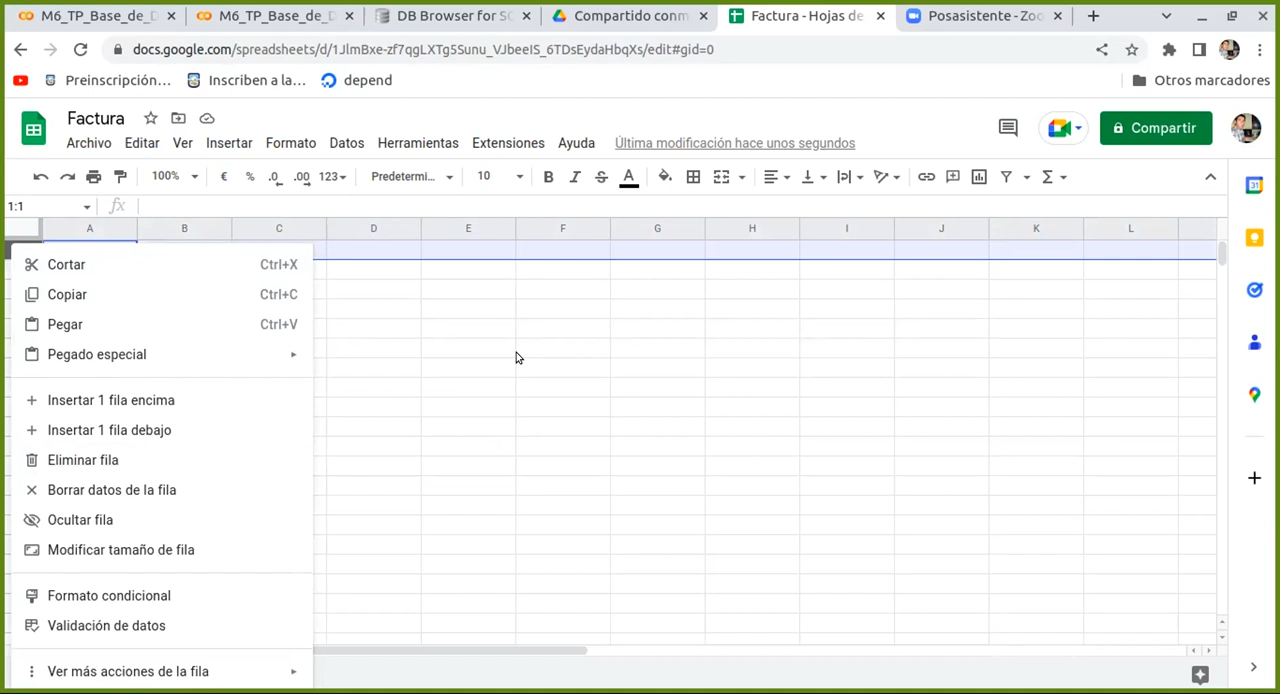 M6_TP_Base_de_D
M6_TP_Base_de_D
DB Browser for SQ
Compartido conm
Factura - Hojas de
Posasistente - Zoo
docs.google.com/spreadsheets/d/1JlmBxe-zf7qgLXTg5Sunu_VJbeeIS_6TDsEydaHbqXs/edit#gid=0
Preinscripción...
Inscriben a la...
depend
Otros marcadores
Factura
Archivo Editar Ver Insertar Formato Datos Herramientas Extensiones Ayuda Última modificación hace unos segundos
Compartir
100% € % .0 .00 123 Predetermi... 10 B I S A
1:1 fx
A B C D E F G H I J K L
Cortar Ctrl+X
Copiar Ctrl+C
Pegar Ctrl+V
Pegado especial
Insertar 1 fila encima
Insertar 1 fila debajo
Eliminar fila
Borrar datos de la fila
Ocultar fila
Modificar tamaño de fila
Formato condicional
Validación de datos
Ver más acciones de la fila